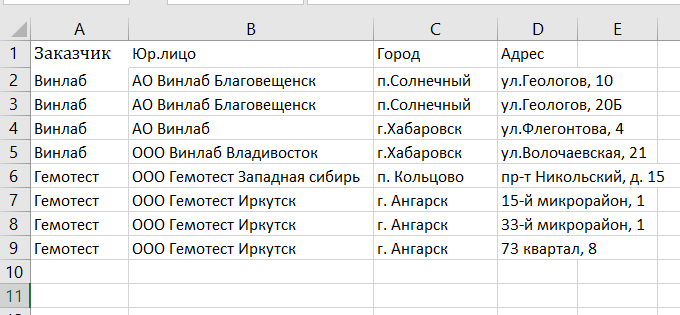 A B C D E
1 Заказчик Юр.лицо Город Адрес
2 Винлаб АО Винлаб Благовещенск п.Солнечный ул.Геологов, 10
3 Винлаб АО Винлаб Благовещенск п.Солнечный ул.Геологов, 20Б
4 Винлаб АО Винлаб г.Хабаровск ул.Флегонтова, 4
5 Винлаб ООО Винлаб Владивосток г.Хабаровск ул.Волочаевская, 21
6 Гемотест ООО Гемотест Западная сибирь п. Кольцово пр-т Никольский, д. 15
7 Гемотест ООО Гемотест Иркутск г. Ангарск 15-й микрорайон, 1
8 Гемотест ООО Гемотест Иркутск г. Ангарск 33-й микрорайон, 1
9 Гемотест ООО Гемотест Иркутск г. Ангарск 73 квартал, 8
10
11